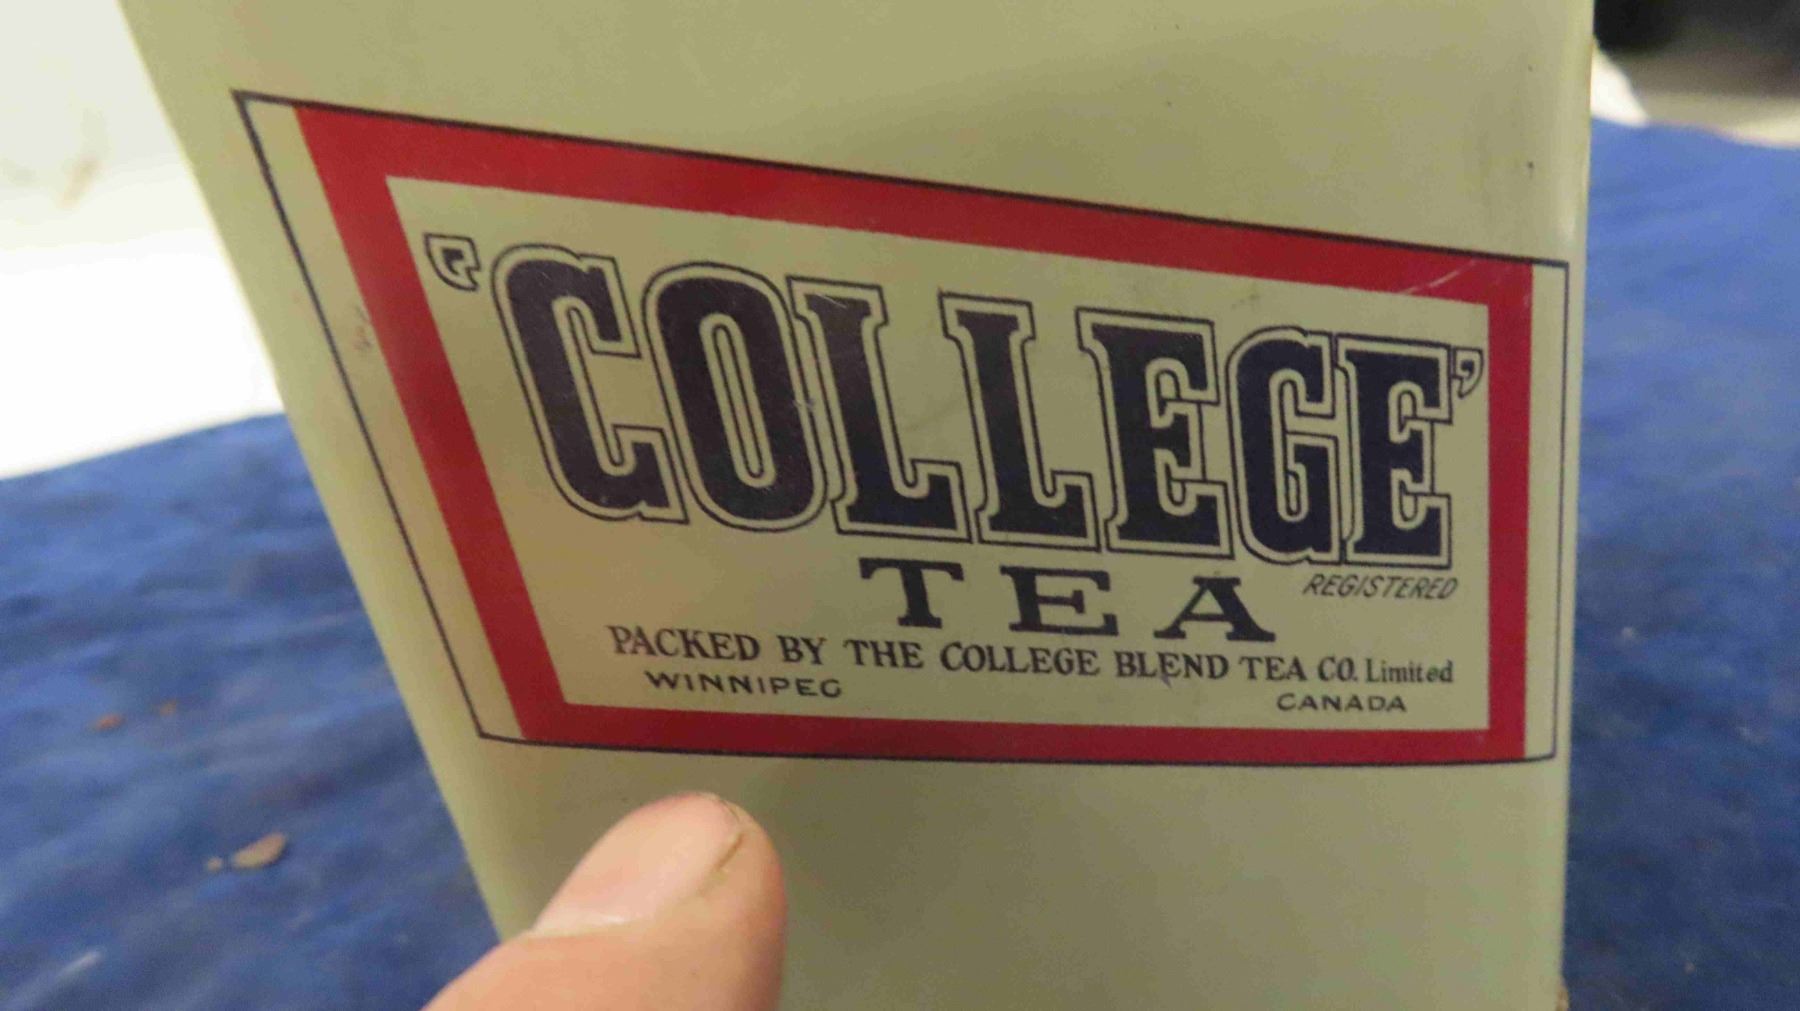 'COLLEGE'
REGISTERED
TEA
PACKED BY THE COLLEGE BLEND TEA CO. Limited
WINNIPEG CANADA